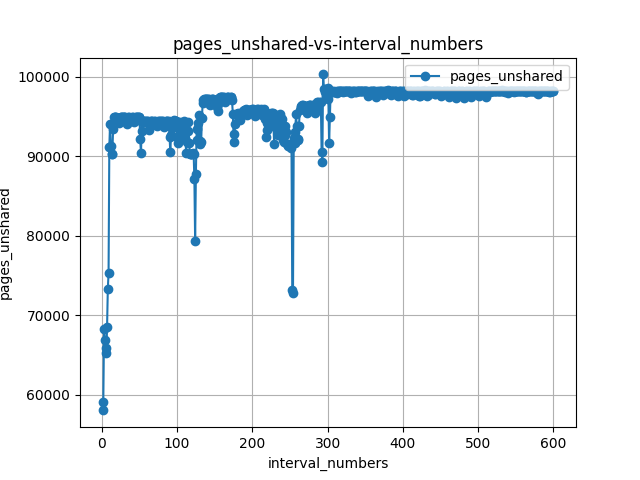 pages_unshared-vs-interval_numbers
pages_unshared
100000
90000
80000
70000
60000
pages_unshared
0 100 200 300 400 500 600
interval_numbers